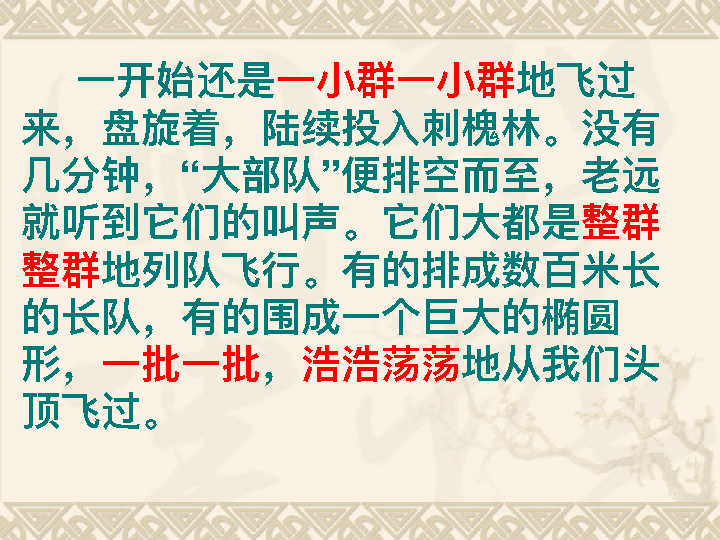 一开始还是一小群一小群地飞过
来，盘旋着，陆续投入刺槐林。没有
几分钟，“大部队”便排空而至，老远
就听到它们的叫声。它们大都是整群
整群地列队飞行。有的排成数百米长
的长队，有的围成一个巨大的椭圆
形，一批一批，浩浩荡荡地从我们头
顶飞过。